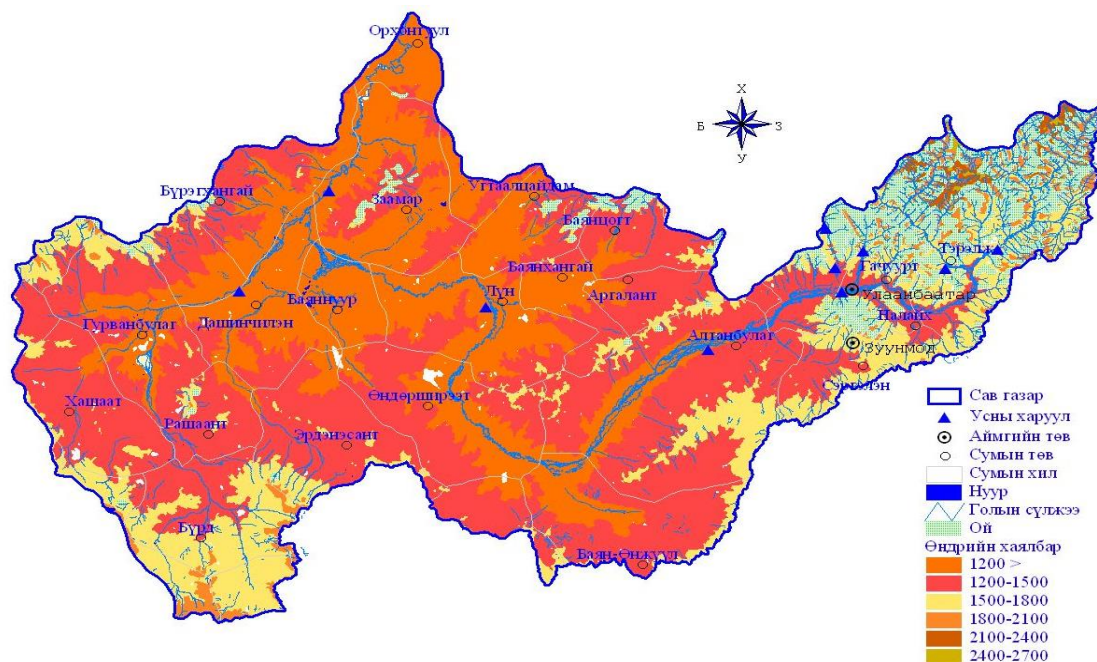 Орхонтуул
Х
Б
З
У
Бүрэгхангай
Заамар
Угтаалцайдам
Баянцогт
Тэрэлж
Гачуурт
Баянхангай
Лүн
Аргалант
Улаанбаатар
Налайх
Гурванбулаг
Дашинчилэн
Баяннуур
Алтанбулаг
Зуунмод
Сэргэлэн
Өндөрширээт
Хашаат
Рашаант
Эрдэнэсант
Бүрд
Баян-Өнжуул
Сав газар
Усны харуул
Аймгийн төв
Сумын төв
Сумын хил
Нуур
Голын сүлжээ
Ой
Өндрийн хаялбар
1200 >
1200-1500
1500-1800
1800-2100
2100-2400
2400-2700